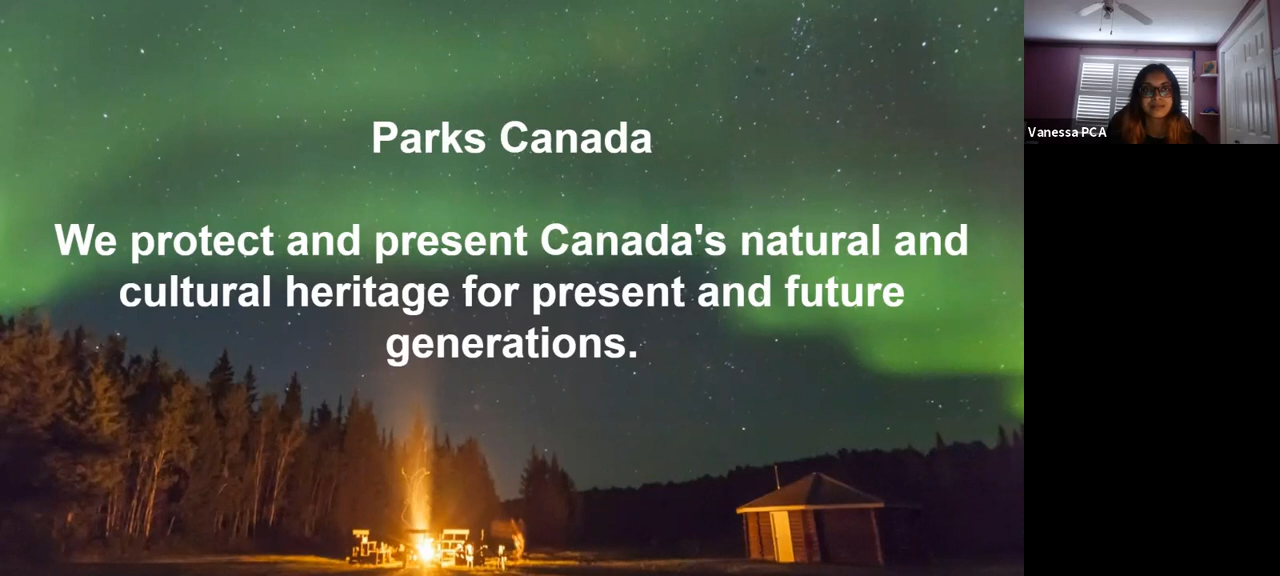 Parks Canada
We protect and present Canada's natural and
cultural heritage for present and future
generations.
Vanessa PCA